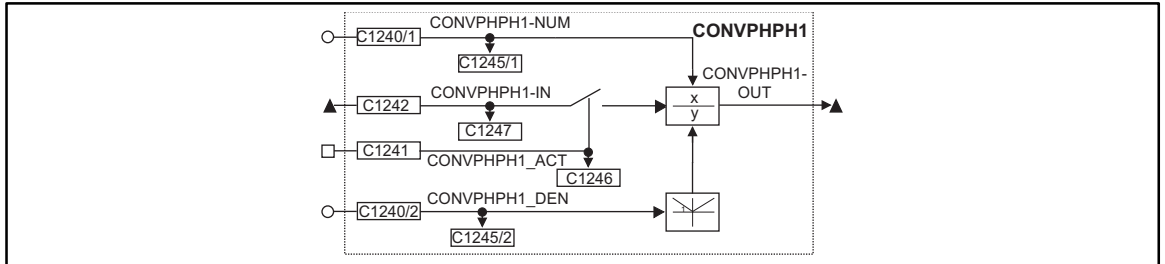 CONVPHPH1-NUM
CONVPHPH1
C1240/1
C1245/1
CONVPHPH1-
OUT
CONVPHPH1-IN
C1242
x
y
C1247
C1241
CONVPHPH1_ACT
C1246
CONVPHPH1_DEN
C1240/2
1
C1245/2